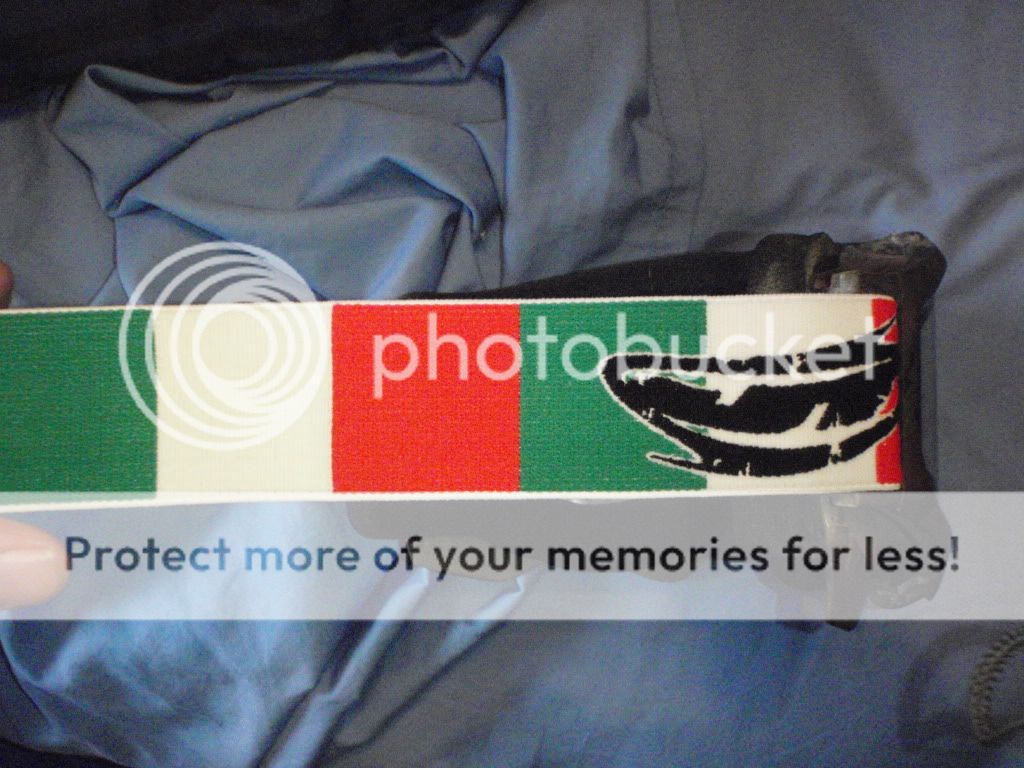 photobucket
Protect more of your memories for less!